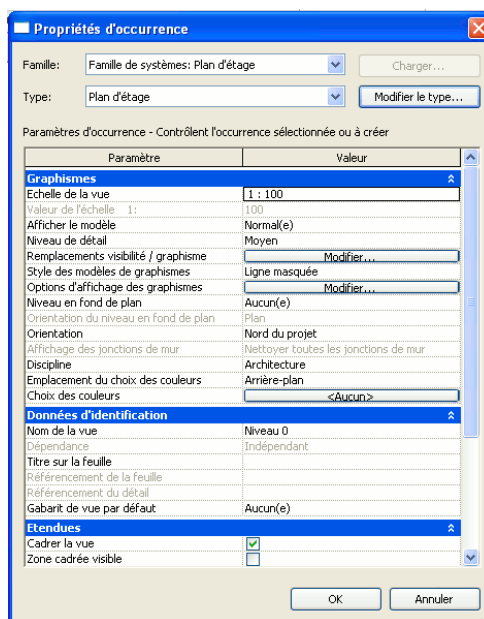 Propriétés d'occurrence
Famille: Famille de systèmes: Plan d'étage Charger...
Type: Plan d'étage Modifier le type...
Paramètres d'occurrence - Contrôlent l'occurrence sélectionnée ou à créer
Paramètre Valeur
Graphismes
Echelle de la vue 1 : 100
Valeur de l'échelle 1: 100
Afficher le modèle Normal(e)
Niveau de détail Moyen
Remplacements visibilité / graphisme Modifier...
Style des modèles de graphismes Ligne masquée
Options d'affichage des graphismes Modifier...
Niveau en fond de plan Aucun(e)
Orientation du niveau en fond de plan Plan
Orientation Nord du projet
Affichage des jonctions de mur Nettoyer toutes les jonctions de mur
Discipline Architecture
Emplacement du choix des couleurs Arrière-plan
Choix des couleurs <Aucun>
Données d'identification
Nom de la vue Niveau 0
Dépendance Indépendant
Titre sur la feuille
Référencement de la feuille
Référencement du détail
Gabarit de vue par défaut Aucun(e)
Etendues
Cadrer la vue
Zone cadrée visible
OK Annuler